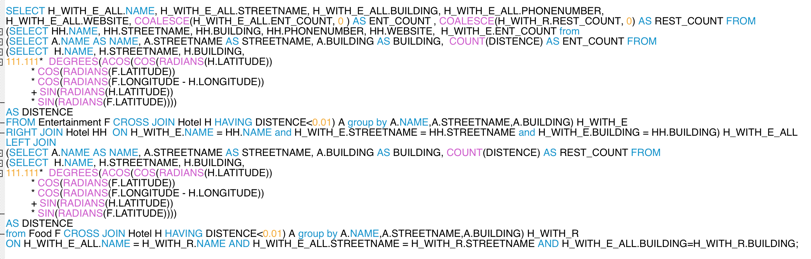 SELECT H_WITH_E_ALL.NAME, H_WITH_E_ALL.STREETNAME, H_WITH_E_ALL.BUILDING, H_WITH_E_ALL.PHONENUMBER,
H_WITH_E_ALL.WEBSITE, COALESCE(H_WITH_E_ALL.ENT_COUNT, 0 ) AS ENT_COUNT , COALESCE(H_WITH_R.REST_COUNT, 0) AS REST_COUNT FROM
(SELECT HH.NAME, HH.STREETNAME, HH.BUILDING, HH.PHONENUMBER, HH.WEBSITE,  H_WITH_E.ENT_COUNT from
(SELECT A.NAME AS NAME, A.STREETNAME AS STREETNAME, A.BUILDING AS BUILDING,  COUNT(DISTENCE) AS ENT_COUNT FROM
(SELECT  H.NAME, H.STREETNAME, H.BUILDING,
111.111*  DEGREES(ACOS(COS(RADIANS(H.LATITUDE))
* COS(RADIANS(F.LATITUDE))
* COS(RADIANS(F.LONGITUDE - H.LONGITUDE))
+ SIN(RADIANS(H.LATITUDE))
* SIN(RADIANS(F.LATITUDE))))
AS DISTENCE
FROM Entertainment F CROSS JOIN Hotel H HAVING DISTENCE<0.01) A group by A.NAME,A.STREETNAME,A.BUILDING) H_WITH_E
RIGHT JOIN Hotel HH  ON H_WITH_E.NAME = HH.NAME and H_WITH_E.STREETNAME = HH.STREETNAME and H_WITH_E.BUILDING = HH.BUILDING) H_WITH_E_ALL
LEFT JOIN
(SELECT A.NAME AS NAME, A.STREETNAME AS STREETNAME, A.BUILDING AS BUILDING, COUNT(DISTENCE) AS REST_COUNT FROM
(SELECT  H.NAME, H.STREETNAME, H.BUILDING,
111.111*  DEGREES(ACOS(COS(RADIANS(H.LATITUDE))
* COS(RADIANS(F.LATITUDE))
* COS(RADIANS(F.LONGITUDE - H.LONGITUDE))
+ SIN(RADIANS(H.LATITUDE))
* SIN(RADIANS(F.LATITUDE))))
AS DISTENCE
from Food F CROSS JOIN Hotel H HAVING DISTENCE<0.01) A group by A.NAME,A.STREETNAME,A.BUILDING) H_WITH_R
ON H_WITH_E_ALL.NAME = H_WITH_R.NAME AND H_WITH_E_ALL.STREETNAME = H_WITH_R.STREETNAME AND H_WITH_E_ALL.BUILDING=H_WITH_R.BUILDING;